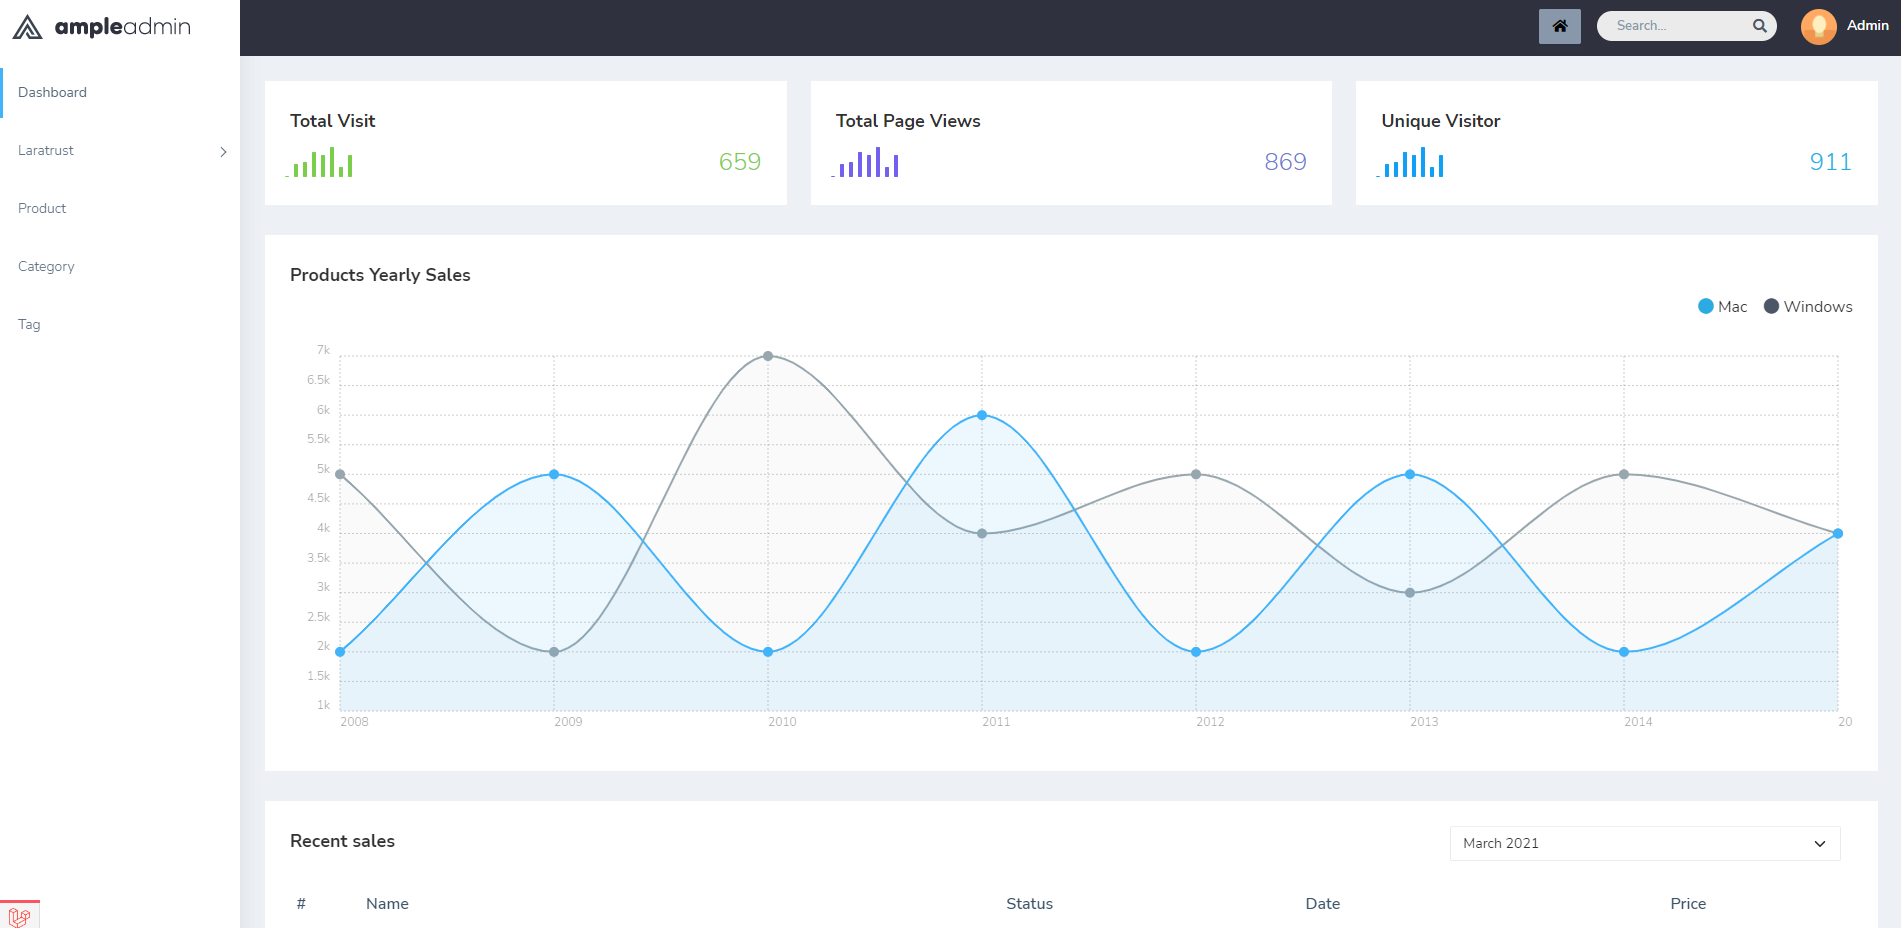 ampleadmin
Search...
Admin
Dashboard
Laratrust
Product
Category
Tag
Total Visit
659
Total Page Views
869
Unique Visitor
911
Products Yearly Sales
Mac
Windows
7k
6.5k
6k
5.5k
5k
4.5k
4k
3.5k
3k
2.5k
2k
1.5k
1k
2008 2009 2010 2011 2012 2013 2014 20
Recent sales
March 2021
# Name Status Date Price